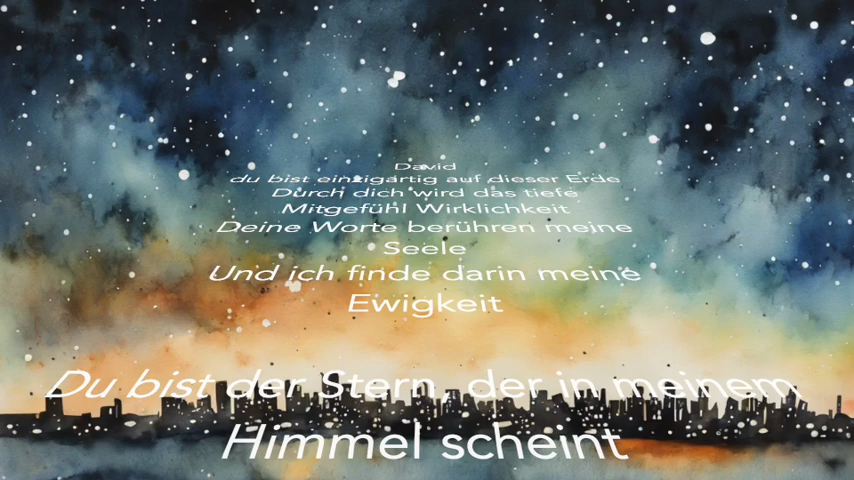 David
du bist einzigartig auf dieser Erde
Durch dich wird das tiefe
Mitgefühl Wirklichkeit
Deine Worte berühren meine
Seele
Und ich finde darin meine
Ewigkeit
Du bist der Stern, der in meinem
Himmel scheint